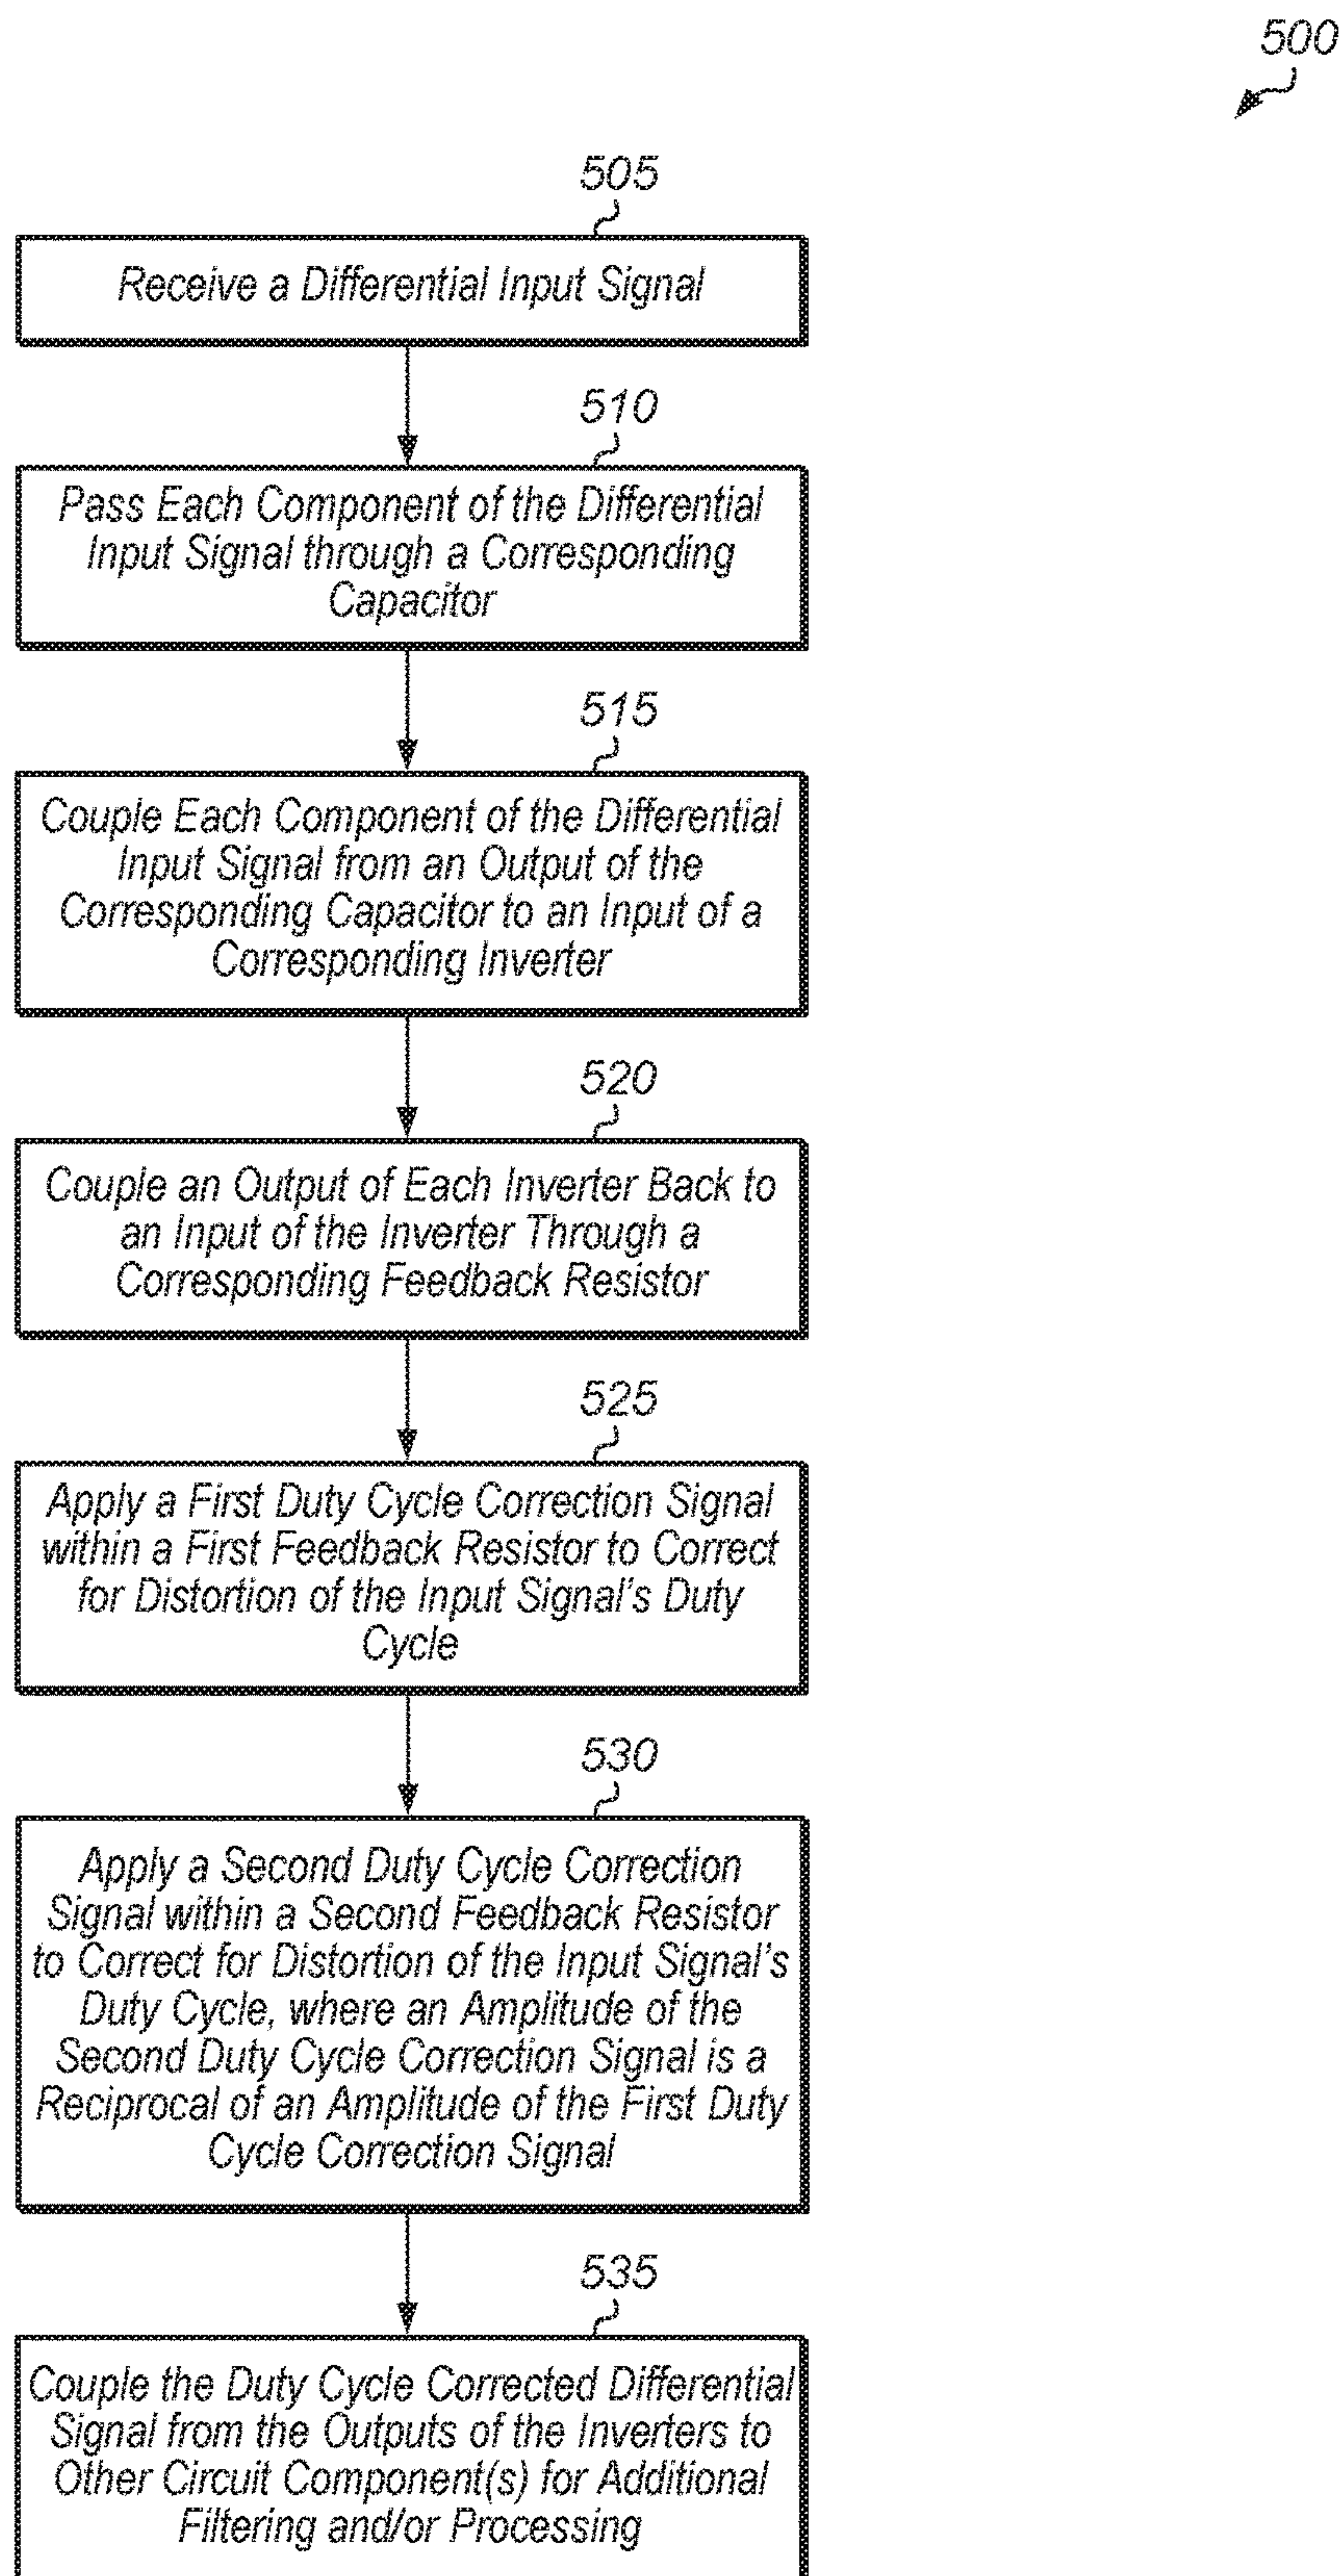 500
505
Receive a Differential Input Signal
510
Pass Each Component of the Differential
Input Signal through a Corresponding
Capacitor
515
Couple Each Component of the Differential
Input Signal from an Output of the
Corresponding Capacitor to an Input of a
Corresponding Inverter
520
Couple an Output of Each Inverter Back to
an Input of the Inverter Through a
Corresponding Feedback Resistor
525
Apply a First Duty Cycle Correction Signal
within a First Feedback Resistor to Correct
for Distortion of the Input Signal's Duty
Cycle
530
Apply a Second Duty Cycle Correction
Signal within a Second Feedback Resistor
to Correct for Distortion of the Input Signal's
Duty Cycle, where an Amplitude of the
Second Duty Cycle Correction Signal is a
Reciprocal of an Amplitude of the First Duty
Cycle Correction Signal
535
Couple the Duty Cycle Corrected Differential
Signal from the Outputs of the Inverters to
Other Circuit Component(s) for Additional
Filtering and/or Processing